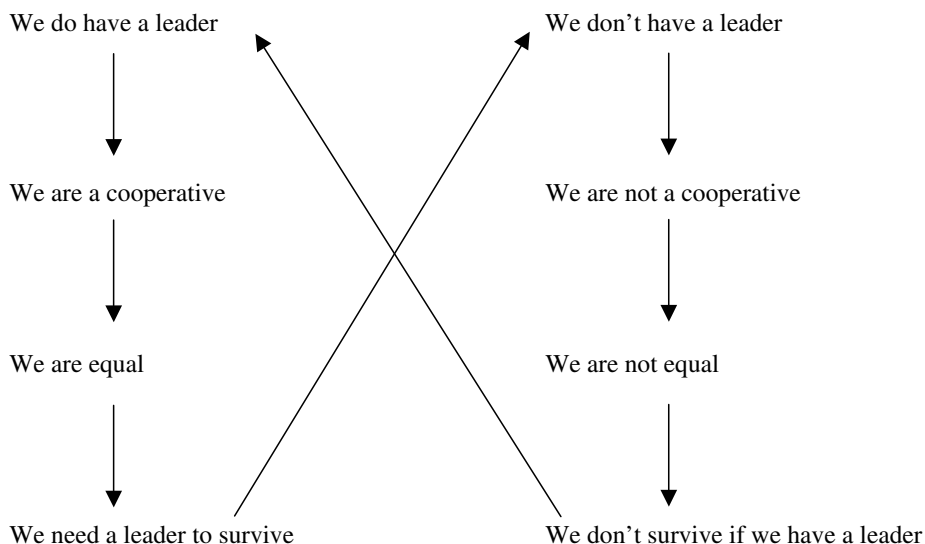 We do have a leader
We don’t have a leader
We are a cooperative
We are not a cooperative
We are equal
We are not equal
We need a leader to survive
We don’t survive if we have a leader